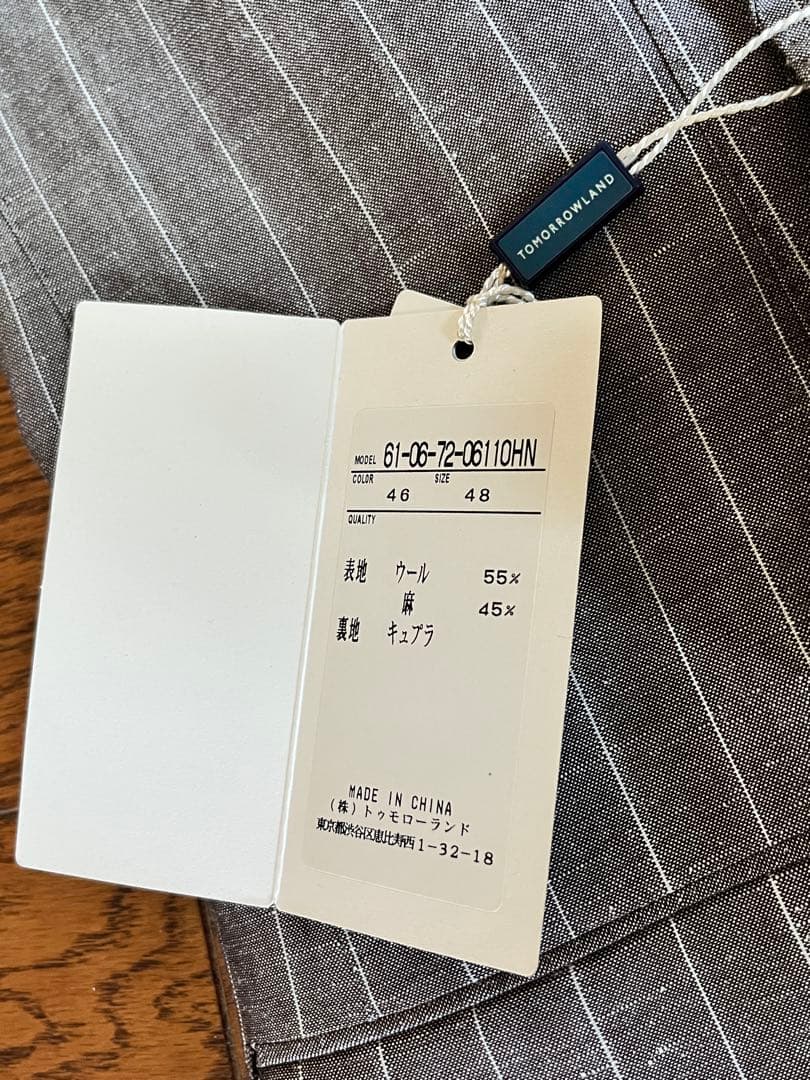 TOMORROWLAND
MODEL 61-06-72-06110HN
COLOR SIZE
46 48
QUALITY
表地 ウール 55%
麻 45%
裏地 キュプラ
MADE IN CHINA
(株)トゥモローランド
東京都渋谷区恵比寿西1-32-18